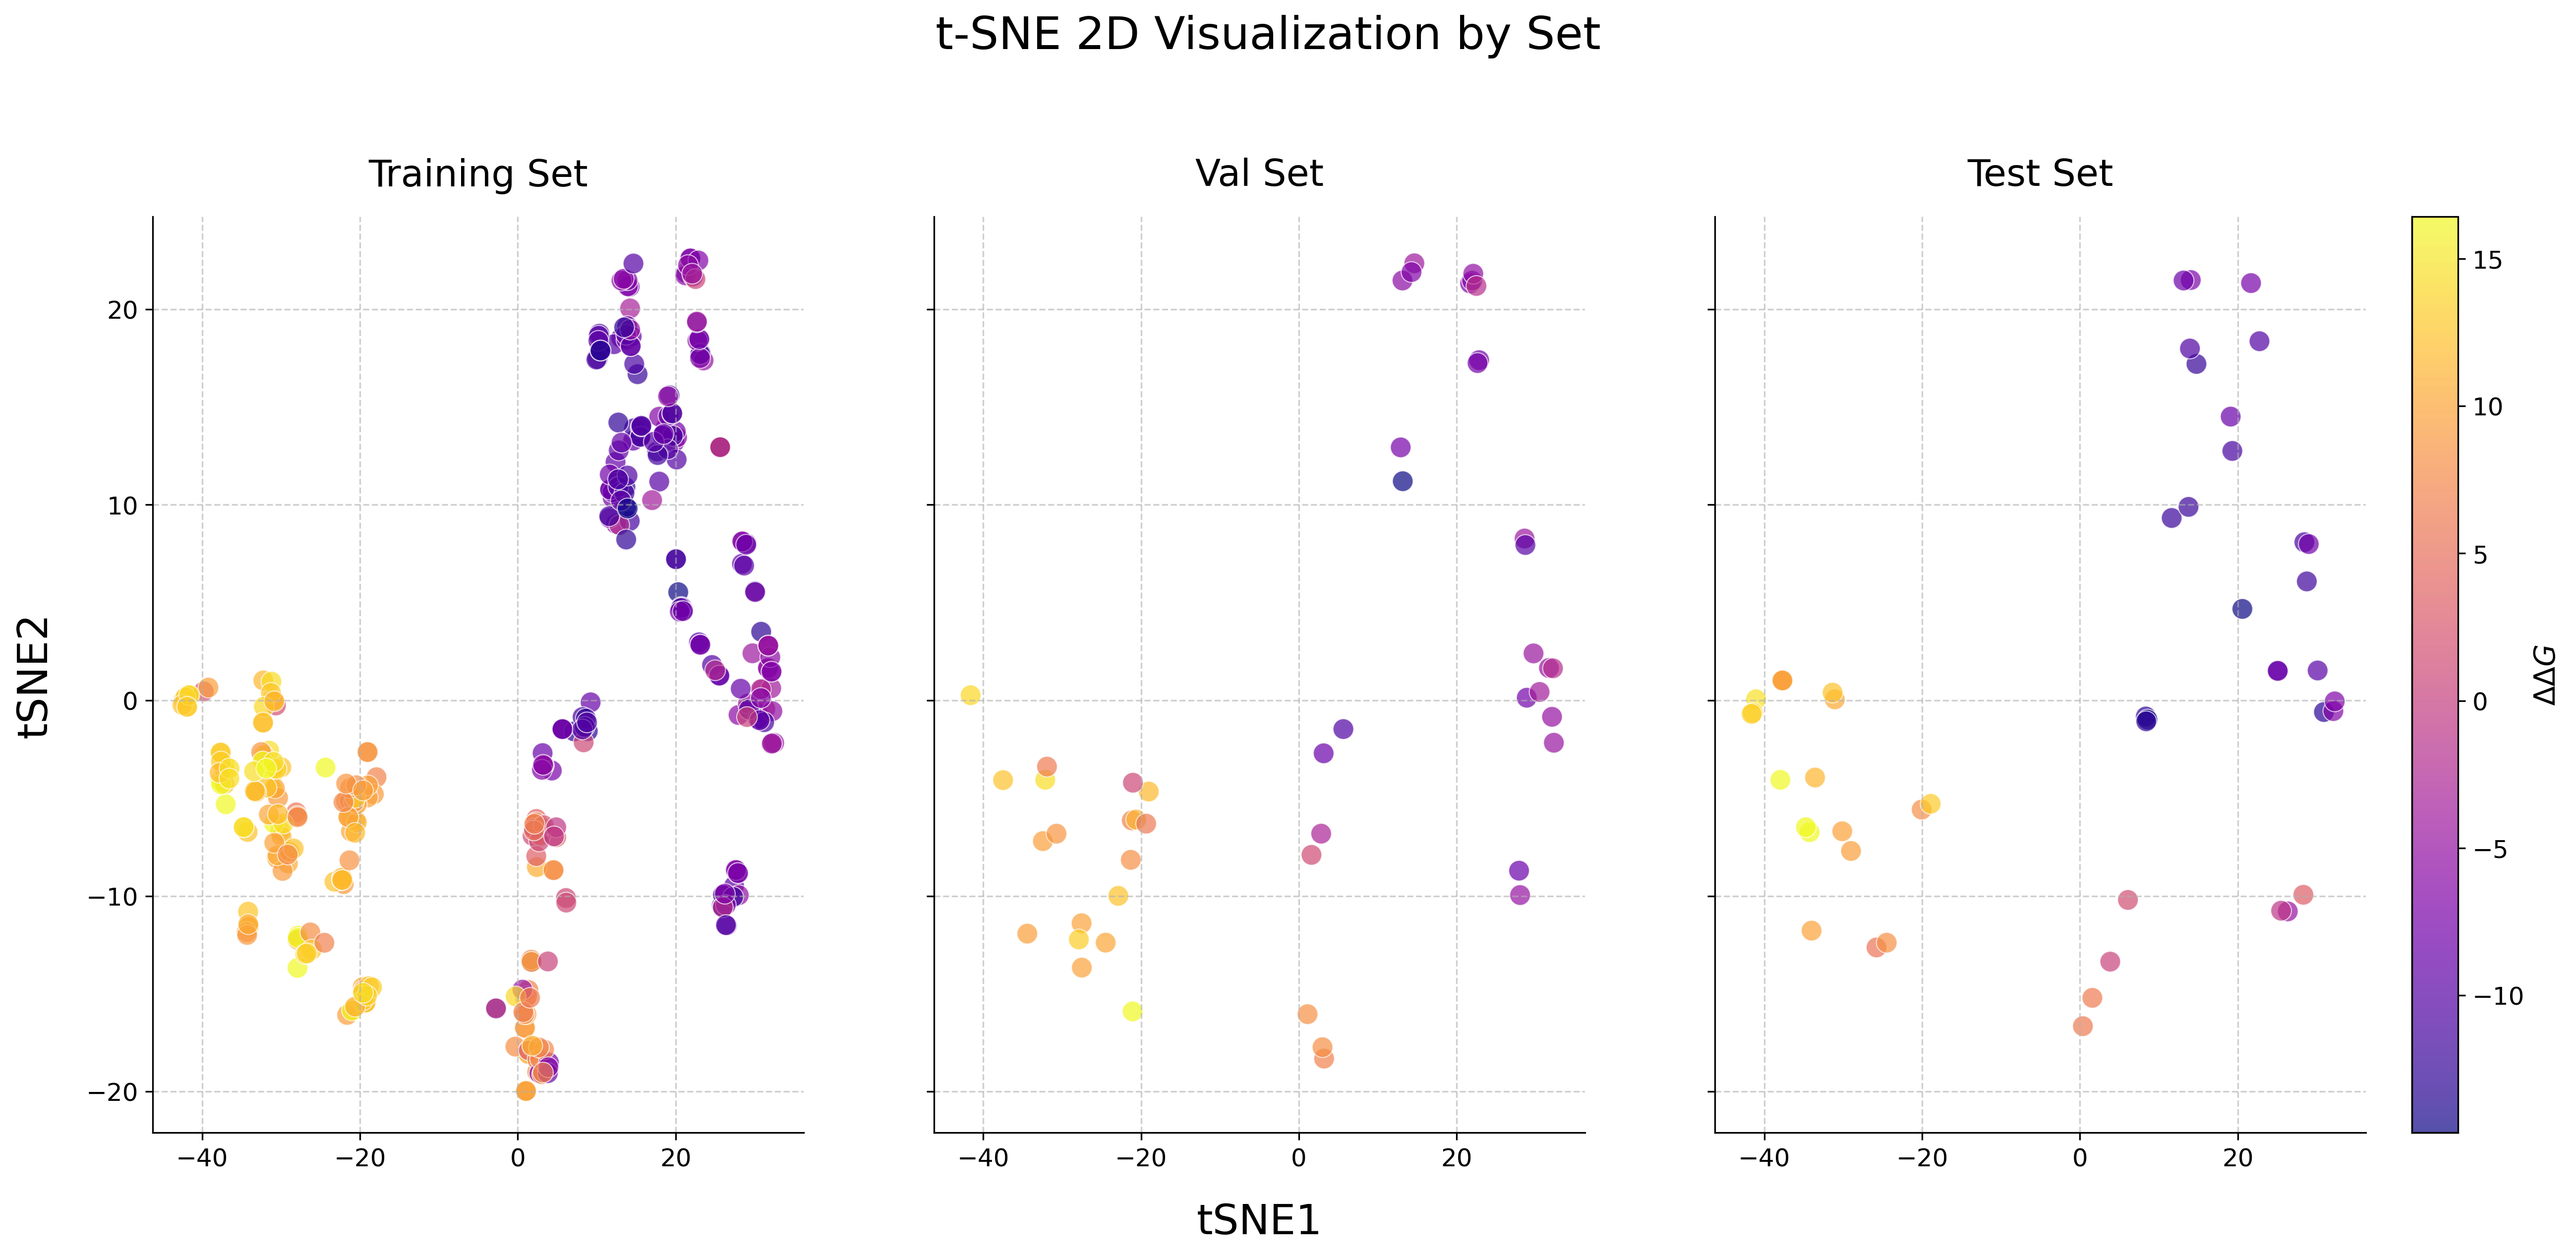 t-SNE 2D Visualization by Set
Training Set
Val Set
Test Set
tSNE2
20
10
0
−10
−20
−40 −20 0 20
−40 −20 0 20
−40 −20 0 20
tSNE1
15
10
5
0
−5
−10
ΔΔG